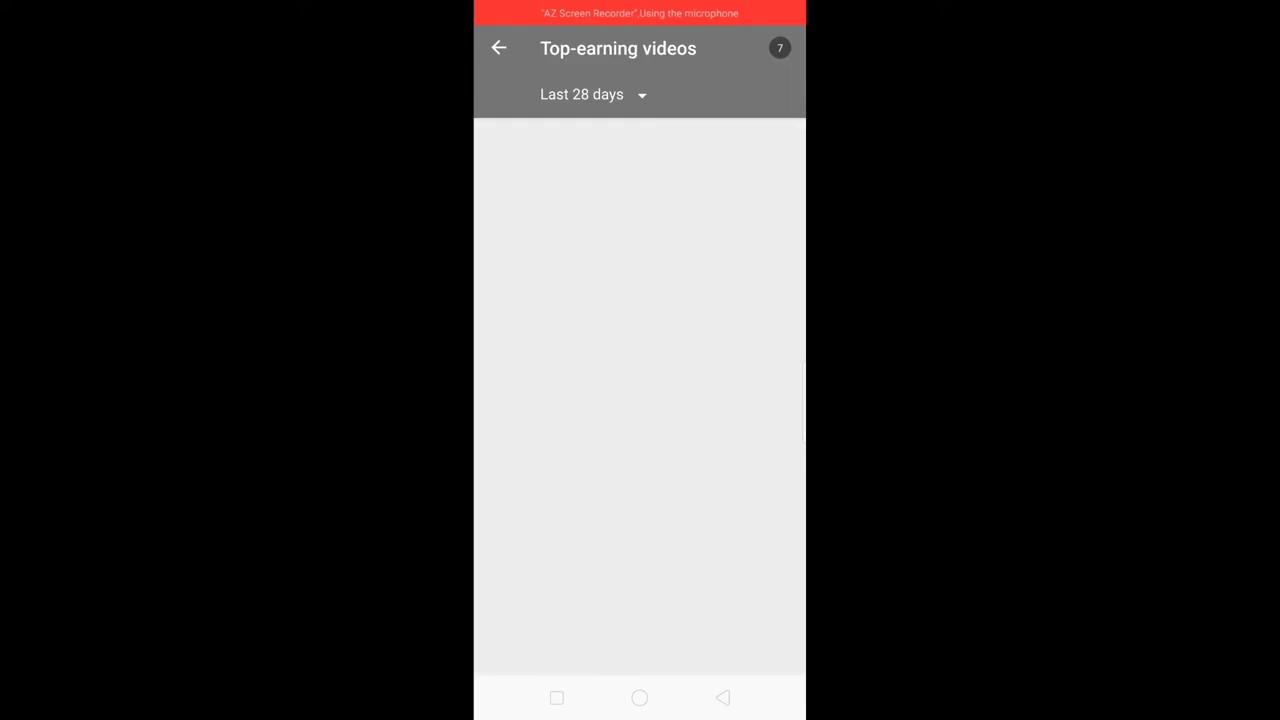 "AZ Screen Recorder",Using the microphone
Top-earning videos
7
Last 28 days